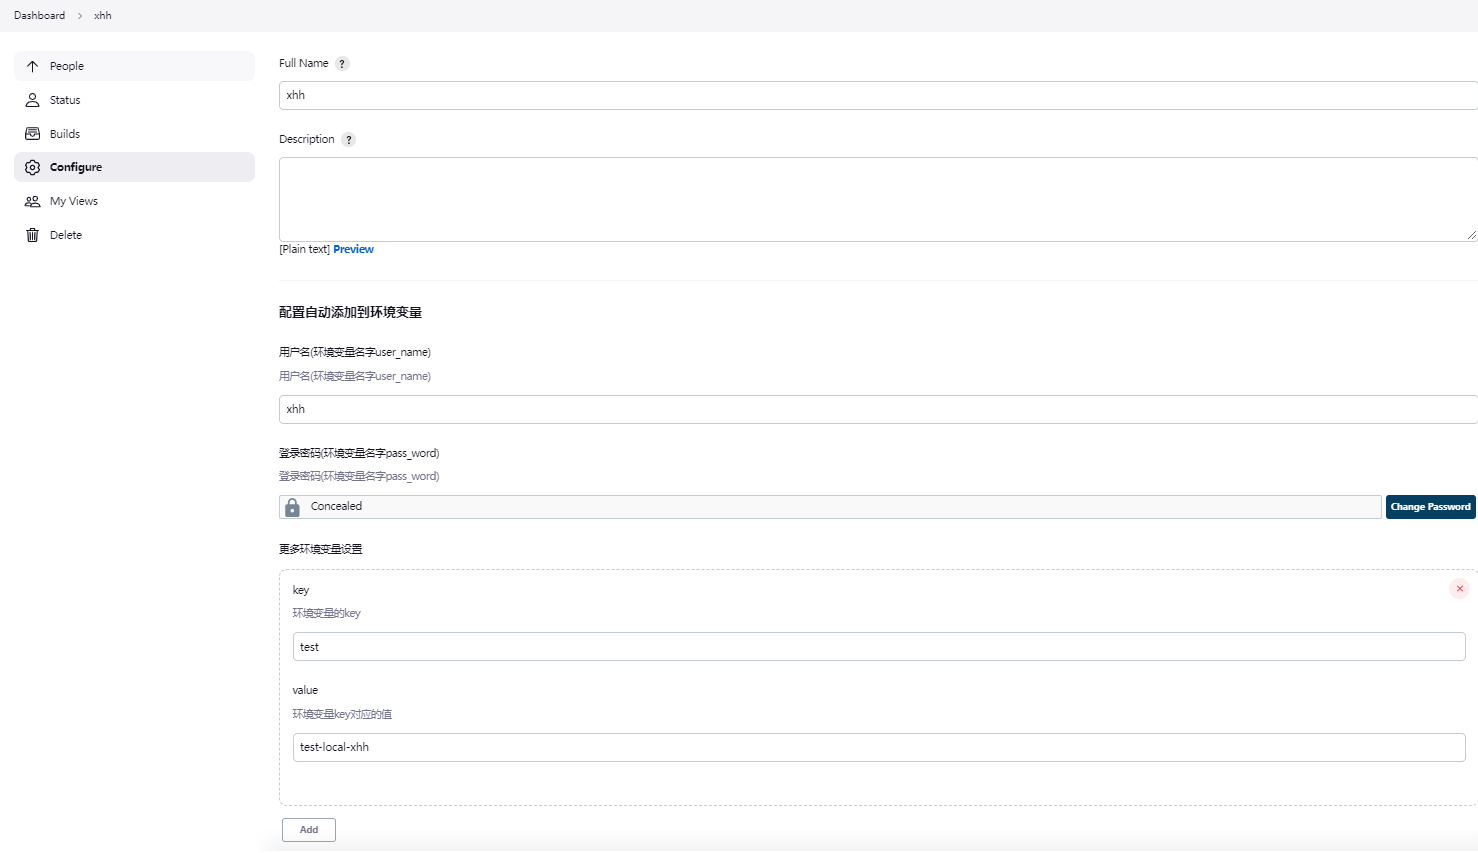 Dashboard > xhh
People
Status
Builds
Configure
My Views
Delete
Full Name ?
xhh
Description ?
[Plain text] Preview
配置自动添加到环境变量
用户名(环境变量名字user_name)
用户名(环境变量名字user_name)
xhh
登录密码(环境变量名字pass_word)
登录密码(环境变量名字pass_word)
Concealed
Change Password
更多环境变量设置
key
环境变量的key
test
value
环境变量key对应的值
test-local-xhh
Add